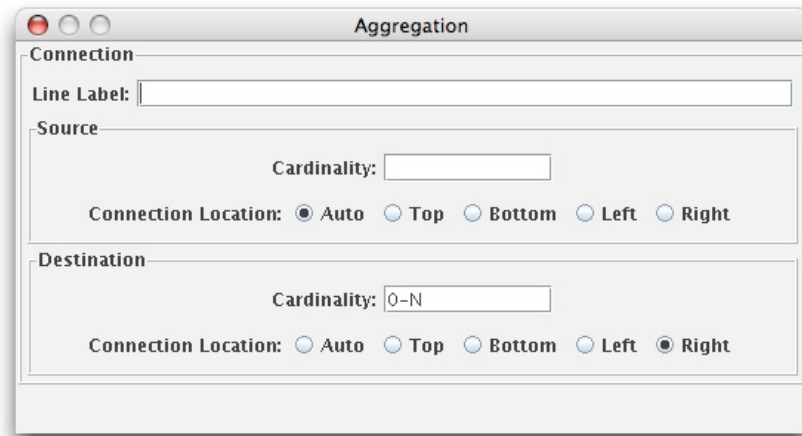 Aggregation
Connection
Line Label:
Source
Cardinality:
Connection Location: Auto Top Bottom Left Right
Destination
Cardinality: 0-N
Connection Location: Auto Top Bottom Left Right